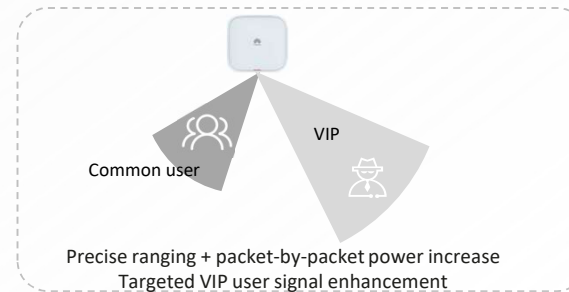 VIP
Common user
Precise ranging + packet-by-packet power increase
Targeted VIP user signal enhancement